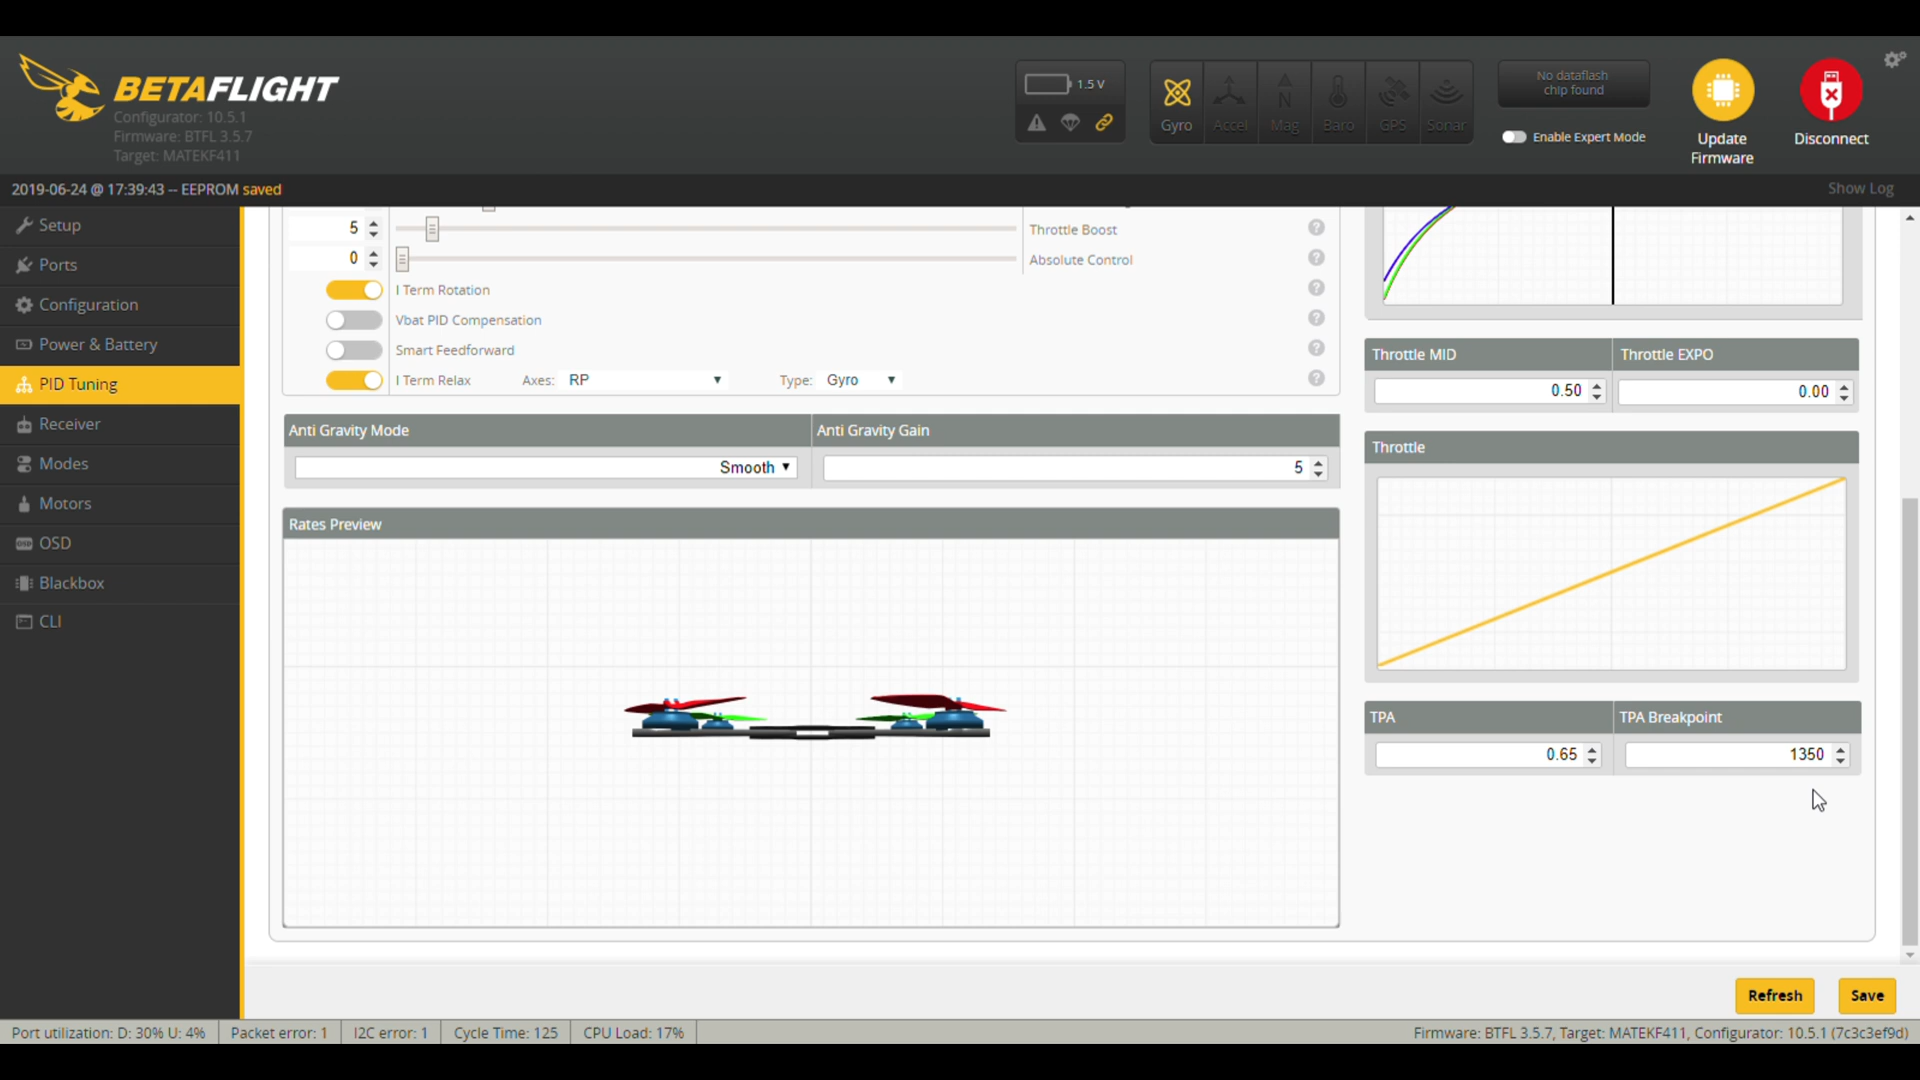 BETAFLIGHT
Configurator: 10.5.1
Firmware: BTFL 3.5.7
Target: MATEKF411
1.5 V
Gyro
Accel
Mag
Baro
GPS
Sonar
No dataflash
chip found
Enable Expert Mode
Update
Firmware
Disconnect
2019-06-24 @ 17:39:43 -- EEPROM saved
Show Log
Setup
Ports
Configuration
Power & Battery
PID Tuning
Receiver
Modes
Motors
OSD
Blackbox
CLI
5 Throttle Boost ?
0 Absolute Control ?
I Term Rotation ?
Vbat PID Compensation ?
Smart Feedforward ?
I Term Relax Axes: RP Type: Gyro ?
Anti Gravity Mode Anti Gravity Gain
Smooth 5
Rates Preview
Throttle MID Throttle EXPO
0.50 0.00
Throttle
TPA TPA Breakpoint
0.65 1350
Refresh Save
Port utilization: D: 30% U: 4% Packet error: 1 I2C error: 1 Cycle Time: 125 CPU Load: 17% Firmware: BTFL 3.5.7, Target: MATEKF411, Configurator: 10.5.1 (7c3c3ef9d)